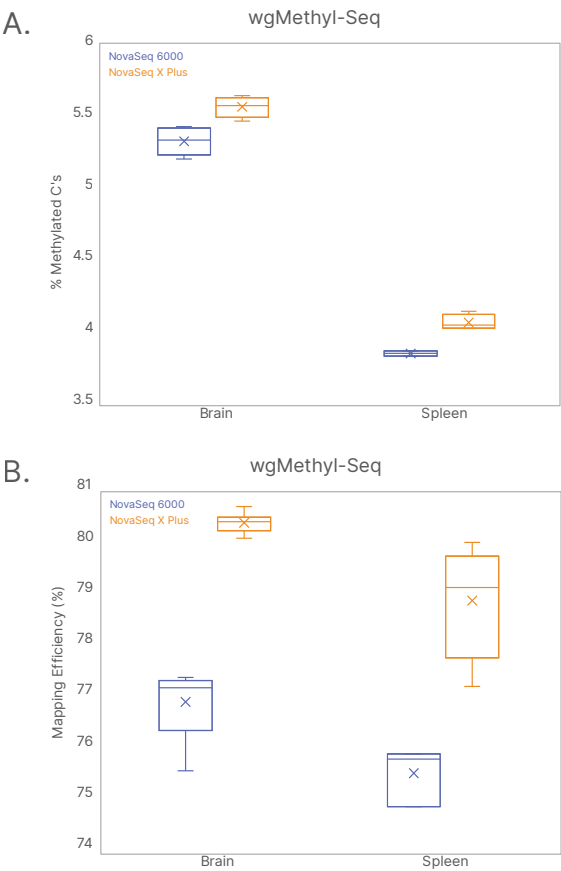 A.
wgMethyl-Seq
NovaSeq 6000
NovaSeq X Plus
% Methylated C's
6
5.5
5
4.5
4
3.5
Brain
Spleen
B.
wgMethyl-Seq
NovaSeq 6000
NovaSeq X Plus
Mapping Efficiency (%)
81
80
79
78
77
76
75
74
Brain
Spleen